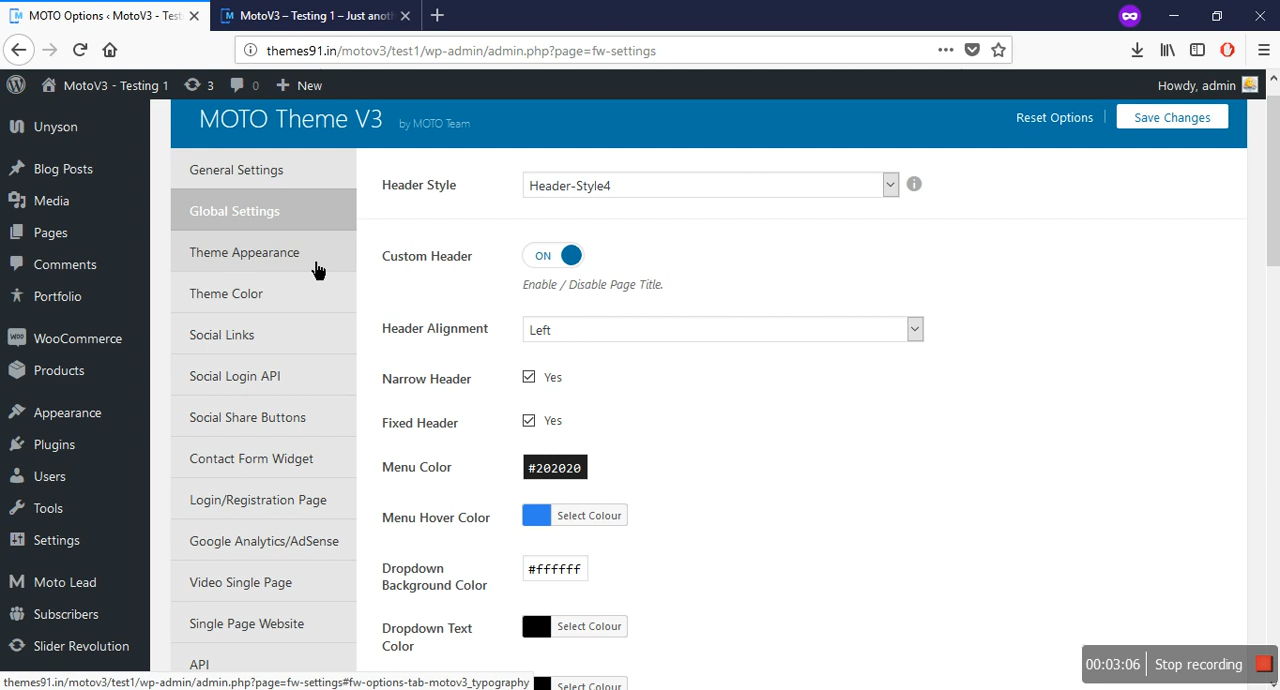 MOTO Options ‹ MotoV3 - Test
MotoV3 – Testing 1 – Just anot
themes91.in/motov3/test1/wp-admin/admin.php?page=fw-settings
MotoV3 - Testing 1
3
0
New
Howdy, admin
MOTO Theme V3 by MOTO Team
Reset Options
Save Changes
Unyson
Blog Posts
Media
Pages
Comments
Portfolio
WooCommerce
Products
Appearance
Plugins
Users
Tools
Settings
Moto Lead
Subscribers
Slider Revolution
General Settings
Global Settings
Theme Appearance
Theme Color
Social Links
Social Login API
Social Share Buttons
Contact Form Widget
Login/Registration Page
Google Analytics/AdSense
Video Single Page
Single Page Website
API
Header Style
Header-Style4
Custom Header
ON
Enable / Disable Page Title.
Header Alignment
Left
Narrow Header
Yes
Fixed Header
Yes
Menu Color
#202020
Menu Hover Color
Select Colour
Dropdown
Background Color
#ffffff
Dropdown Text
Color
Select Colour
Select Colour
00:03:06
Stop recording
themes91.in/motov3/test1/wp-admin/admin.php?page=fw-settings#fw-options-tab-motov3_typography